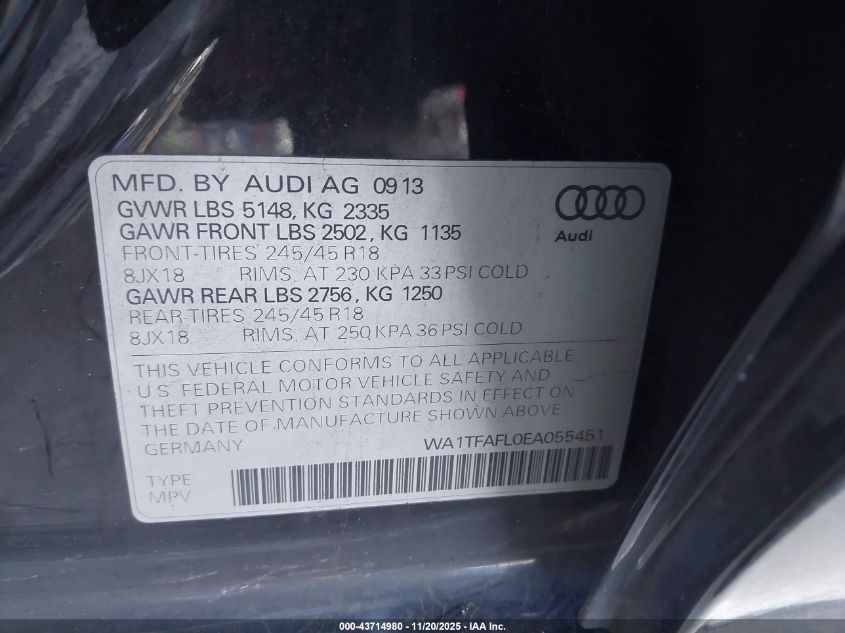 MFD. BY AUDI AG 09 13
GVWR LBS 5148, KG 2335
GAWR FRONT LBS 2502, KG 1135
FRONT-TIRES 245/45 R18
8JX18 RIMS, AT 230 KPA 33 PSI COLD
GAWR REAR LBS 2756, KG 1250
REAR-TIRES 245/45 R18
8JX18 RIMS, AT 250 KPA 36 PSI COLD
Audi
THIS VEHICLE CONFORMS TO ALL APPLICABLE
U.S. FEDERAL MOTOR VEHICLE SAFETY AND
THEFT PREVENTION STANDARDS IN EFFECT ON
THE DATE OF MANUFACTURE SHOWN ABOVE
GERMANY WA1TFAFL0EA055451
TYPE
MPV
000-43714980 - 11/20/2025 - IAA Inc.